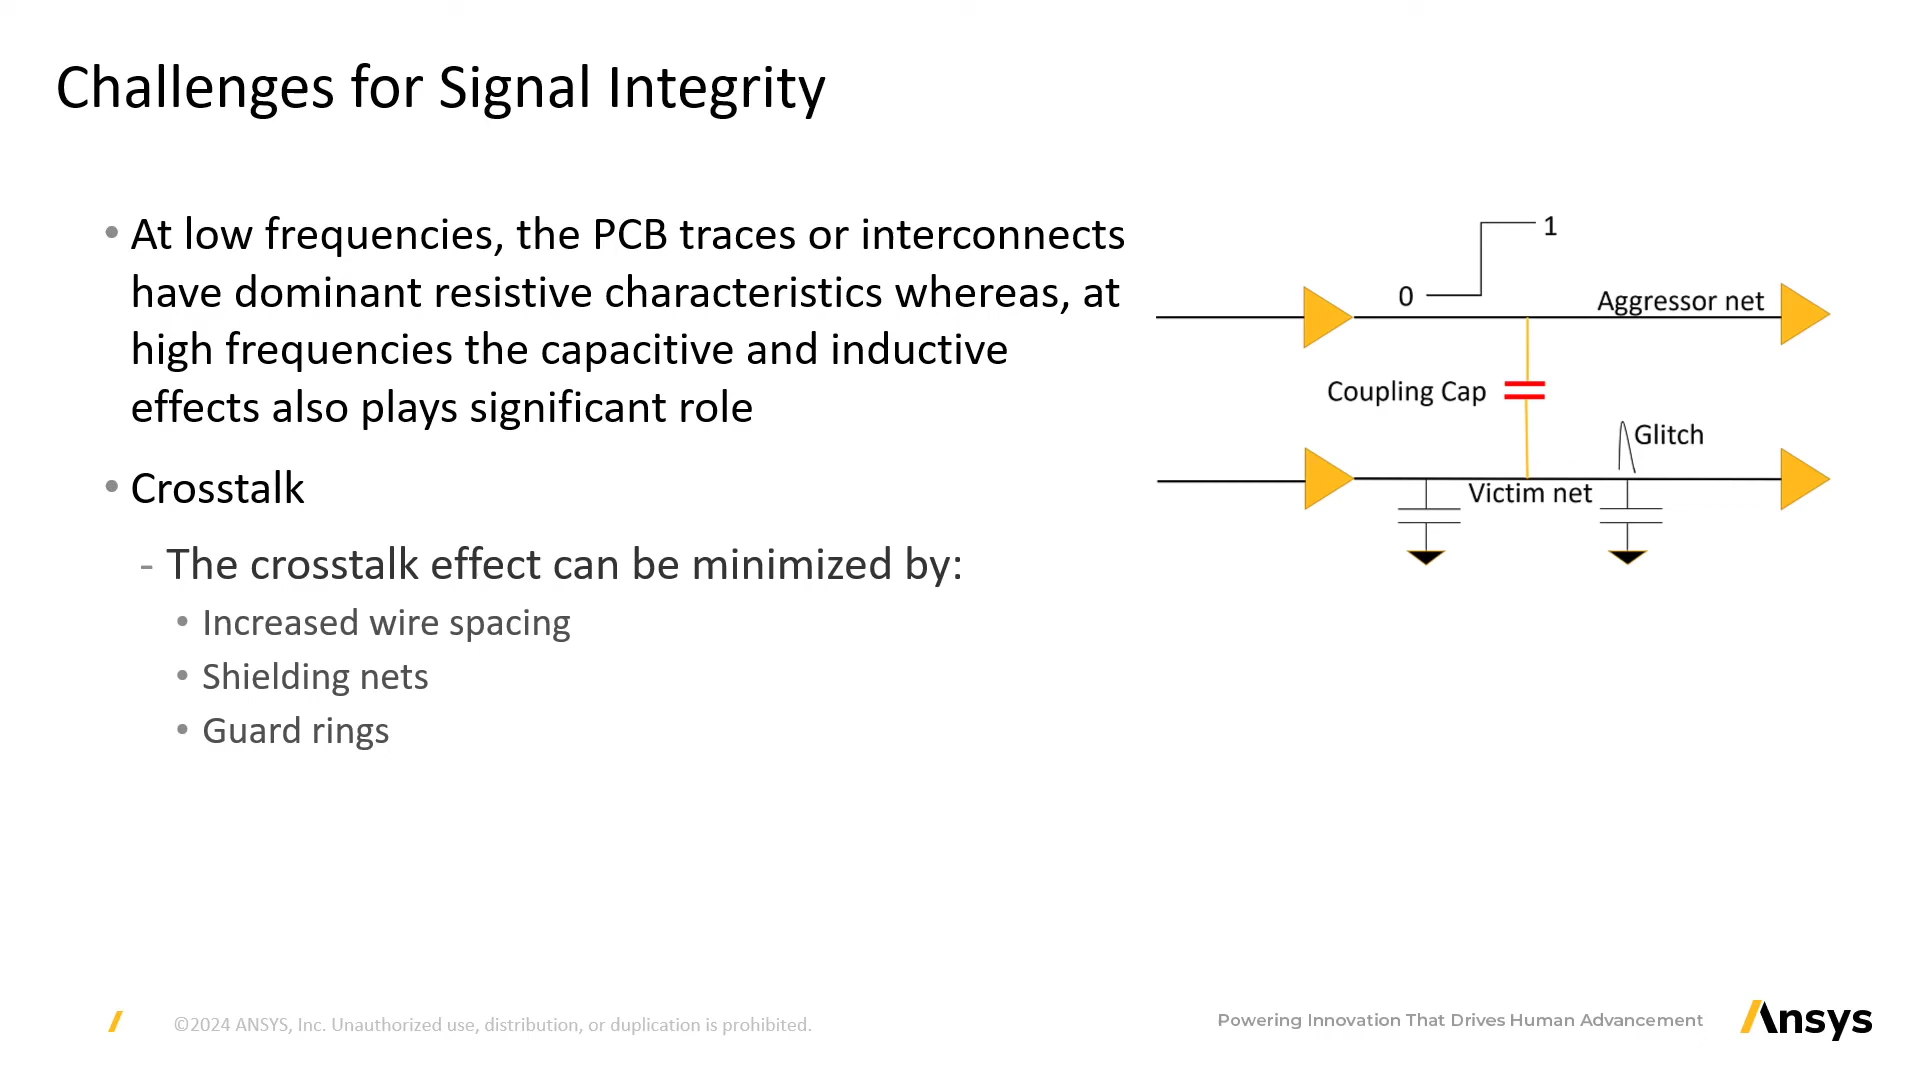 Challenges for Signal Integrity
• At low frequencies, the PCB traces or interconnects
have dominant resistive characteristics whereas, at
high frequencies the capacitive and inductive
effects also plays significant role
• Crosstalk
- The crosstalk effect can be minimized by:
• Increased wire spacing
• Shielding nets
• Guard rings
1
0
Aggressor net
Coupling Cap
Glitch
Victim net
©2024 ANSYS, Inc. Unauthorized use, distribution, or duplication is prohibited.
Powering Innovation That Drives Human Advancement
Ansys